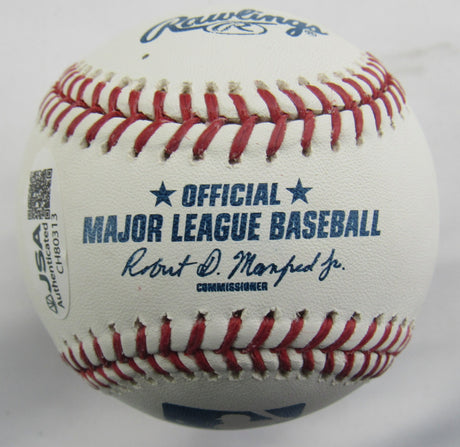 Rawlings
R
★ OFFICIAL ★
MAJOR LEAGUE BASEBALL
Robert D. Manfred Jr.
COMMISSIONER
JSA
Authenticated
CH80313